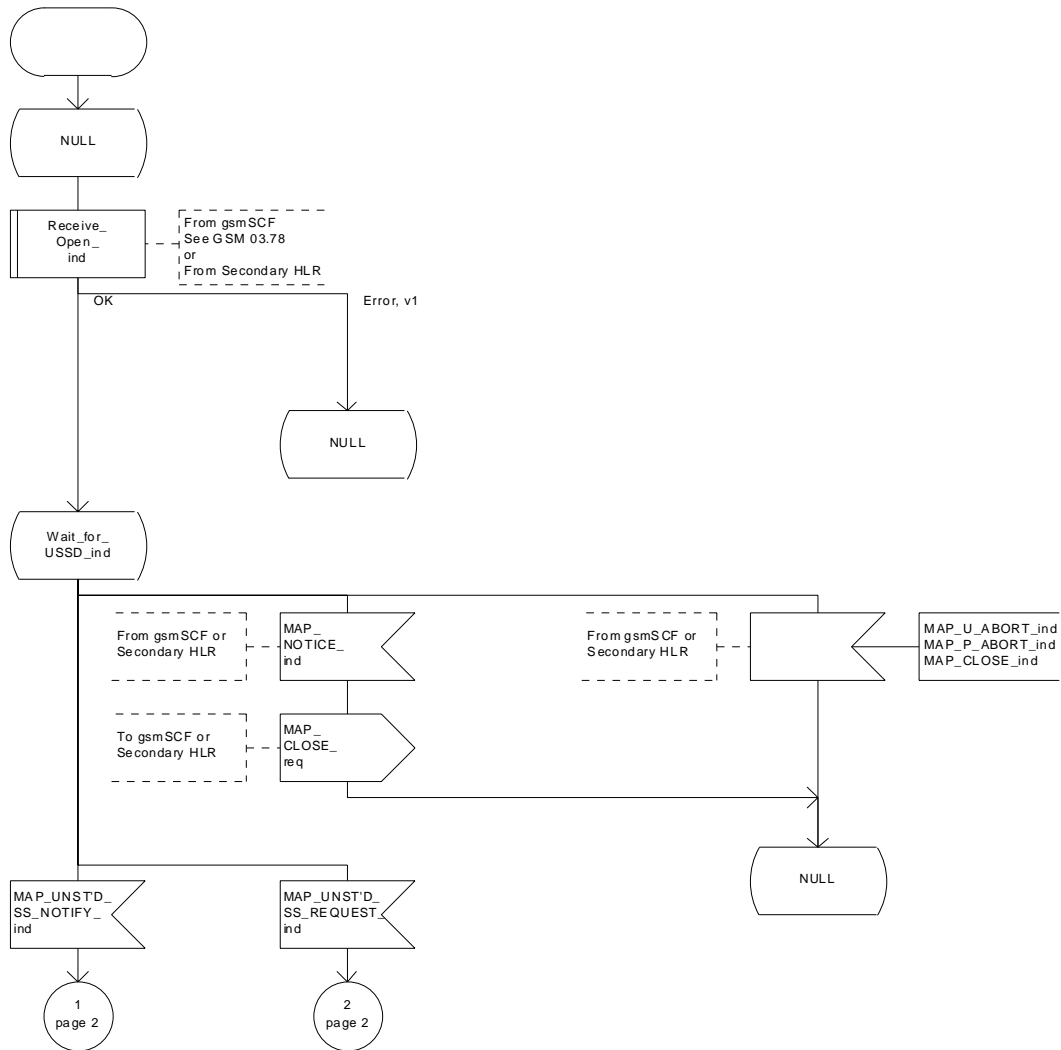 NULL
Receive_
Open_
ind
From gsmSCF
See GSM 03.78
or
From Secondary HLR
OK
Error, v1
NULL
Wait_for_
USSD_ind
From gsmSCF or
Secondary HLR
MAP_
NOTICE_
ind
From gsmSCF or
Secondary HLR
MAP_U_ABORT_ind
MAP_P_ABORT_ind
MAP_CLOSE_ind
To gsmSCF or
Secondary HLR
MAP_
CLOSE_
req
NULL
MAP_UNST'D_
SS_NOTIFY_
ind
MAP_UNST'D_
SS_REQUEST_
ind
1
page 2
2
page 2